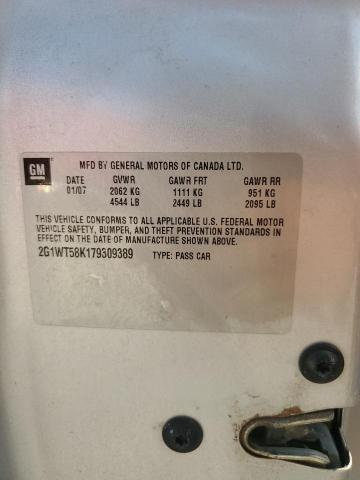 GM
MFD BY GENERAL MOTORS OF CANADA LTD.
DATE GVWR GAWR FRT GAWR RR
01/07 2062 KG 1111 KG 951 KG
4544 LB 2449 LB 2095 LB
THIS VEHICLE CONFORMS TO ALL APPLICABLE U.S. FEDERAL MOTOR
VEHICLE SAFETY, BUMPER, AND THEFT PREVENTION STANDARDS IN
EFFECT ON THE DATE OF MANUFACTURE SHOWN ABOVE.
2G1WT58K179309389 TYPE: PASS CAR